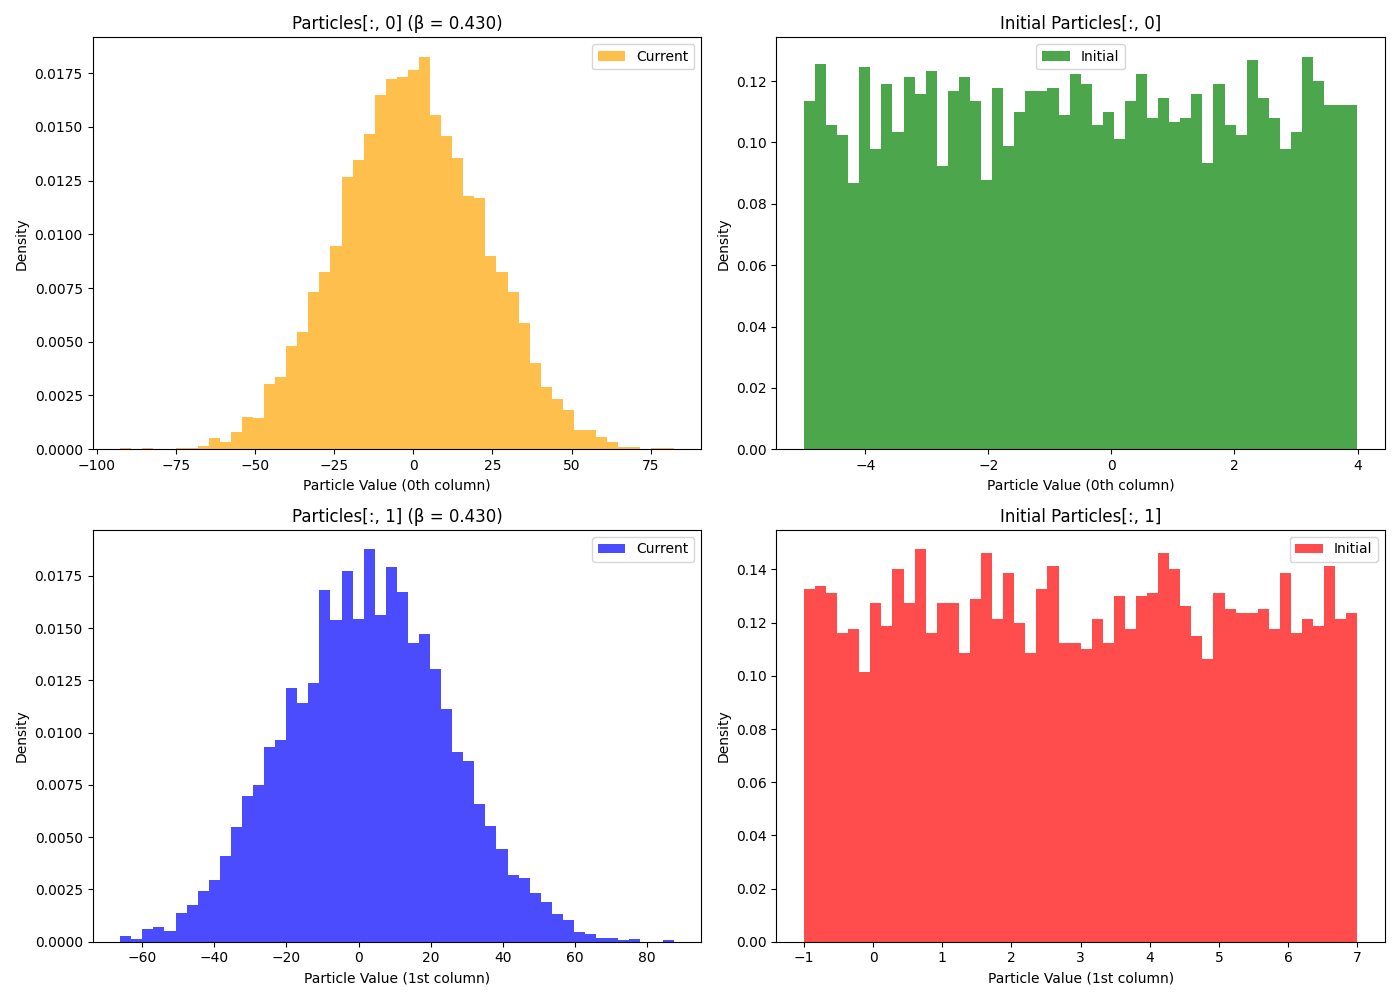 Particles[:, 0] (β = 0.430)
Current
0.0175
0.0150
0.0125
0.0100
0.0075
0.0050
0.0025
0.0000
Density
−100 −75 −50 −25 0 25 50 75
Particle Value (0th column)
Initial Particles[:, 0]
Initial
0.12
0.10
0.08
0.06
0.04
0.02
0.00
Density
−4 −2 0 2 4
Particle Value (0th column)
Particles[:, 1] (β = 0.430)
Current
0.0175
0.0150
0.0125
0.0100
0.0075
0.0050
0.0025
0.0000
Density
−60 −40 −20 0 20 40 60 80
Particle Value (1st column)
Initial Particles[:, 1]
Initial
0.14
0.12
0.10
0.08
0.06
0.04
0.02
0.00
Density
−1 0 1 2 3 4 5 6 7
Particle Value (1st column)